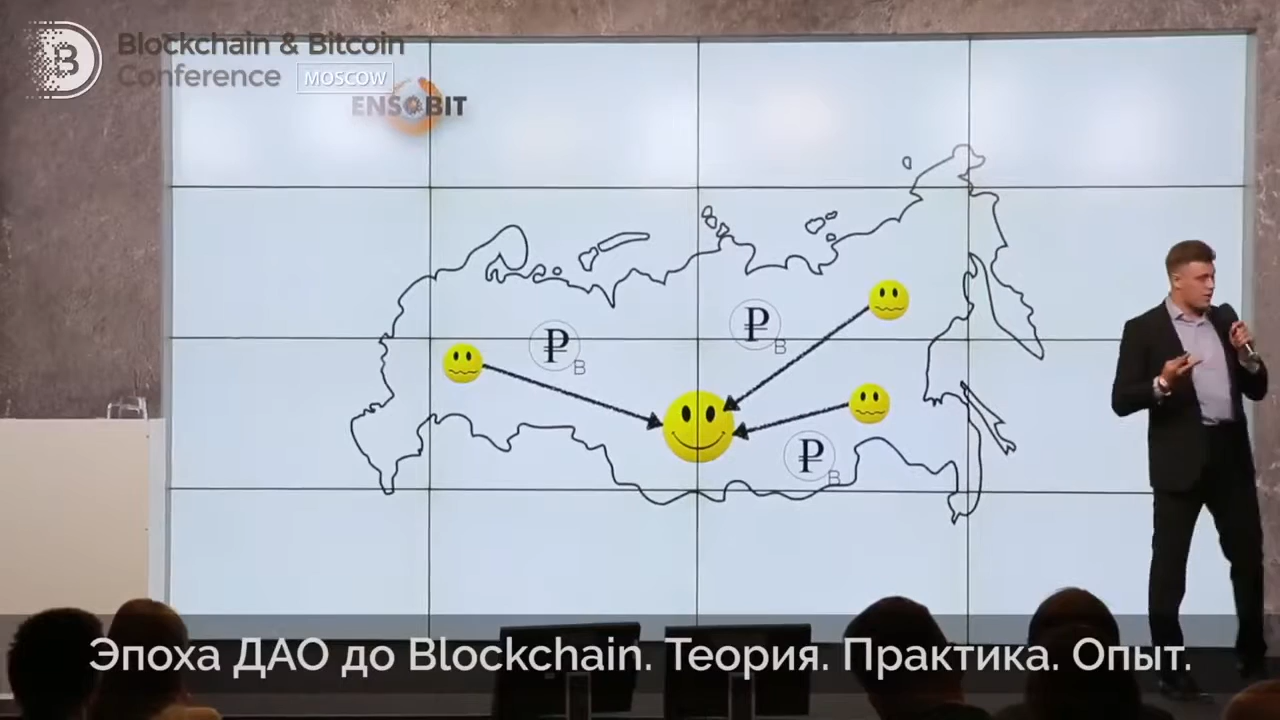 Blockchain & Bitcoin
Conference MOSCOW
ENSOBIT
₽
B
₽
B
₽
B
Эпоха ДАО до Blockchain. Теория. Практика. Опыт.